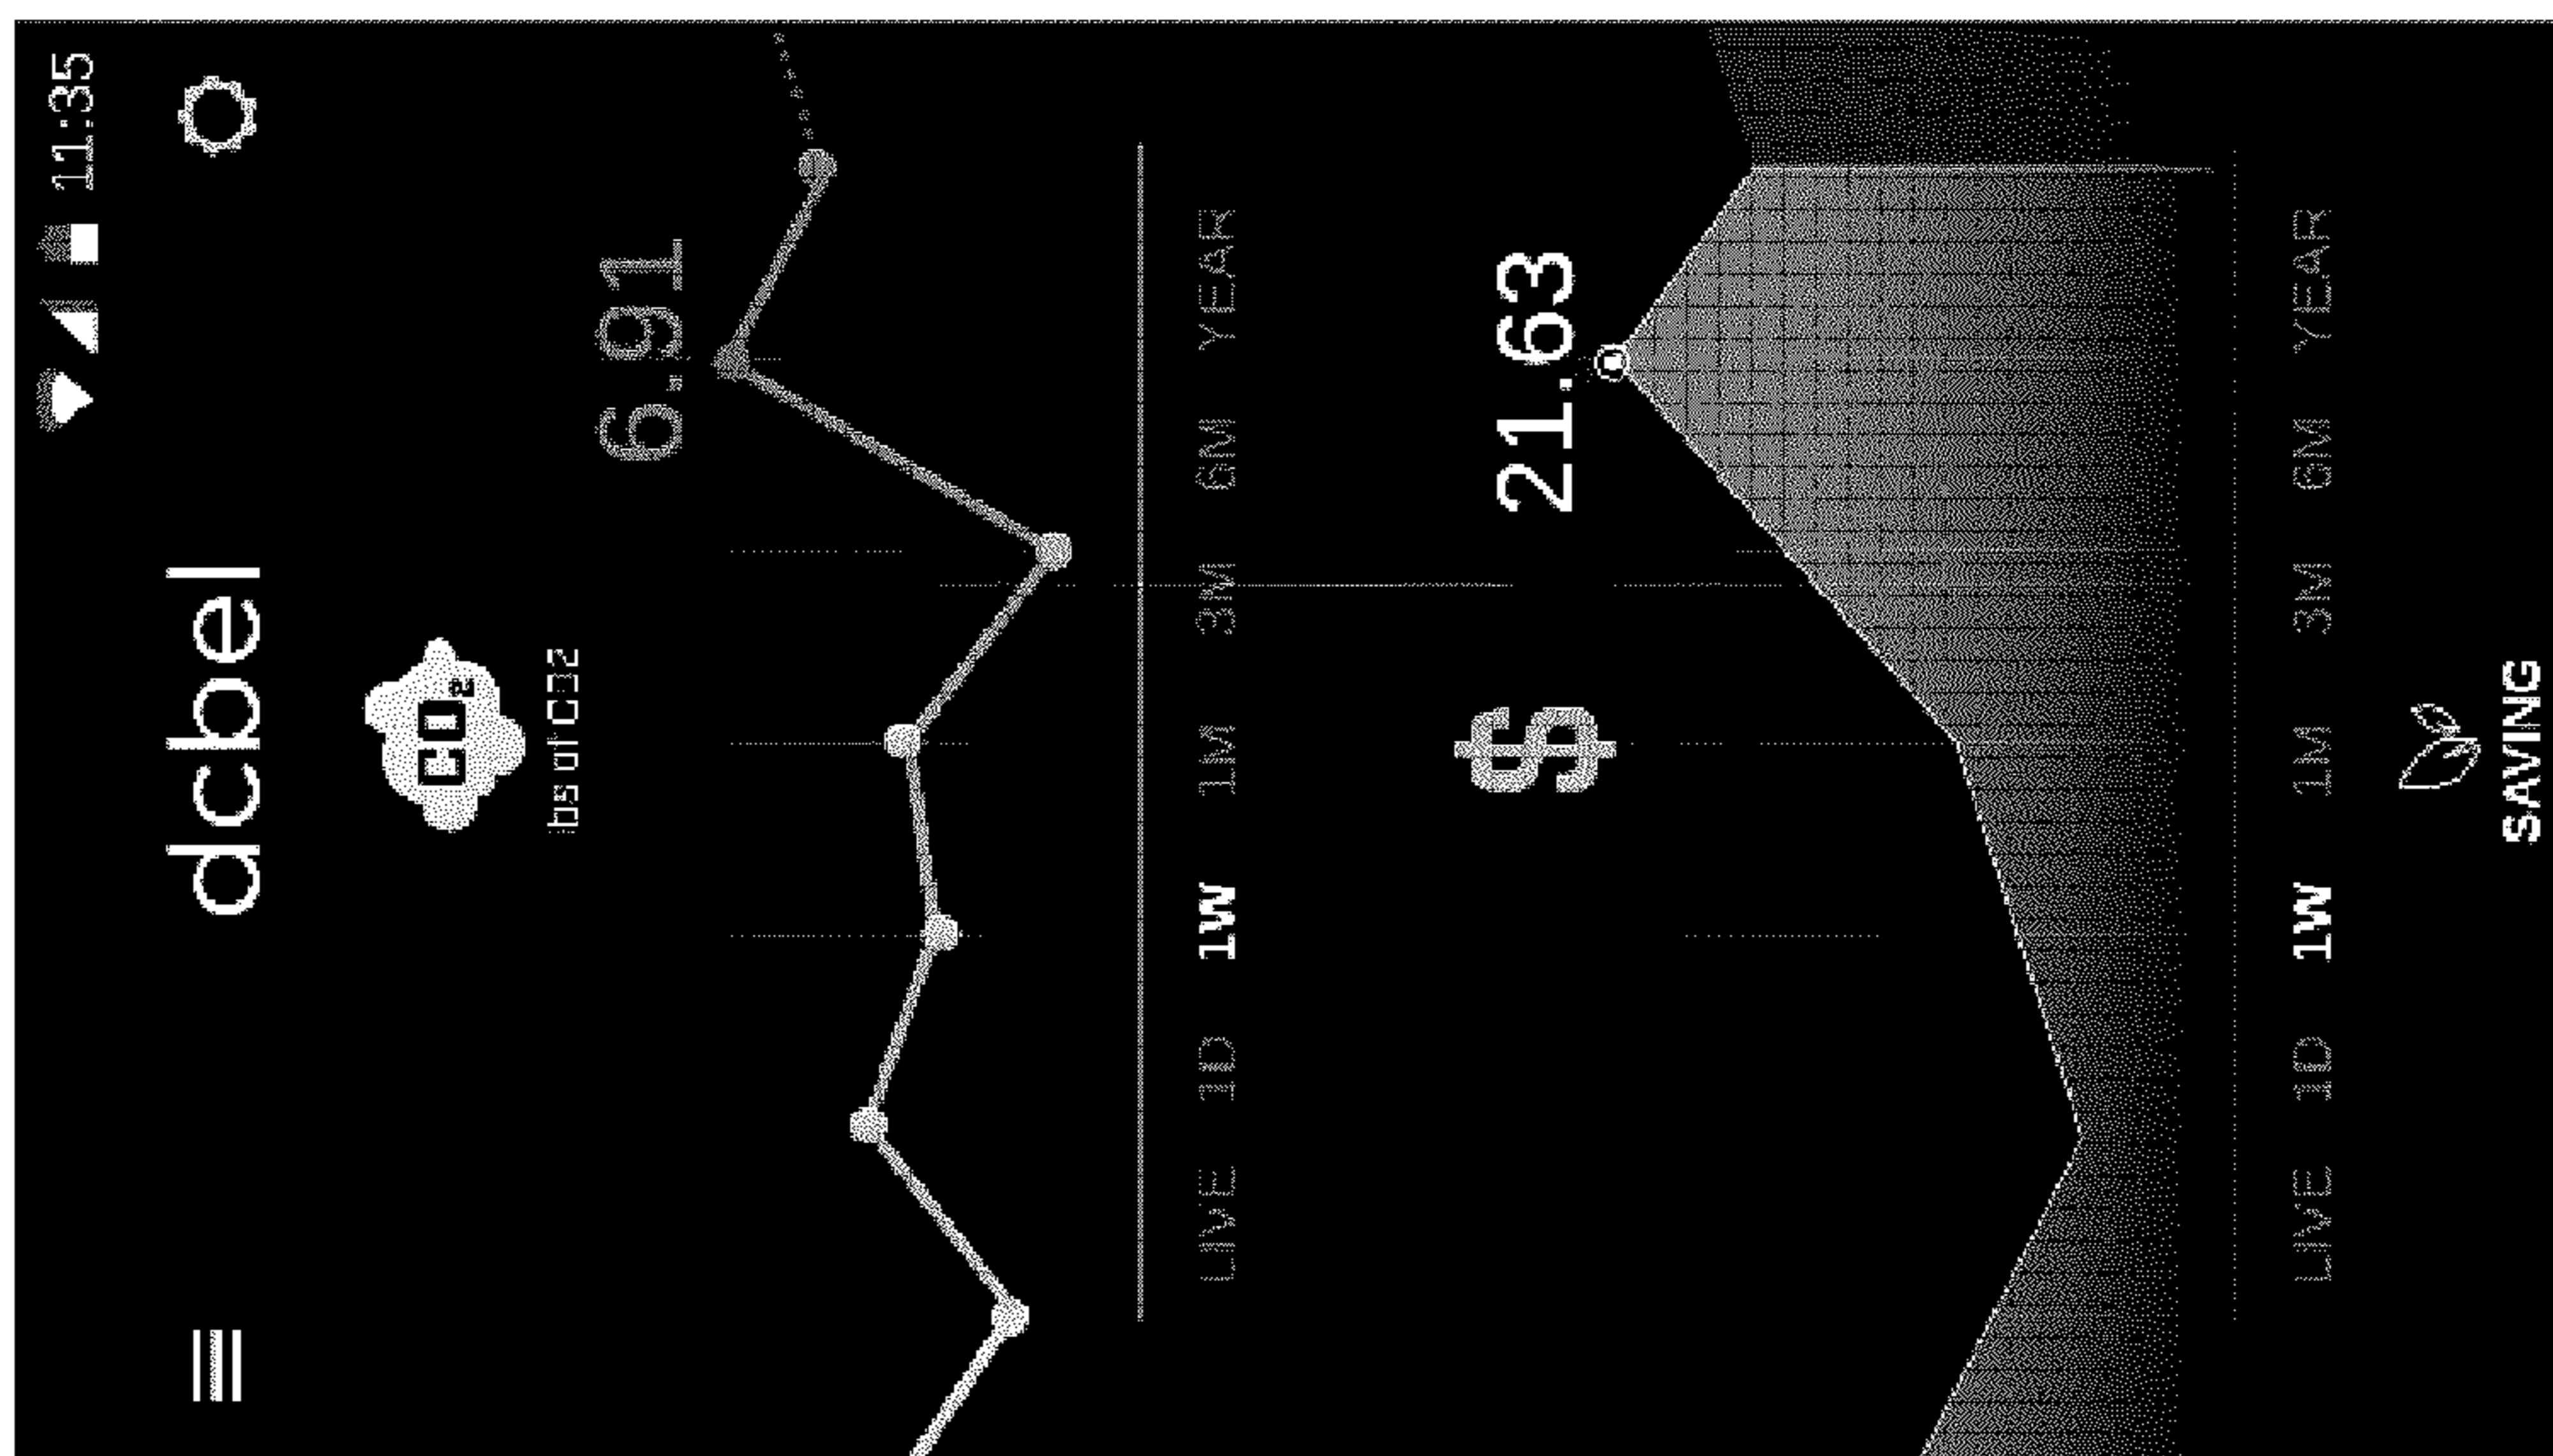 11:35
dcbel
lbs of CO2
6.91
LIVE 1D 1W 1M 3M 6M YEAR
$
21.63
LIVE 1D 1W 1M 3M 6M YEAR
SAVING